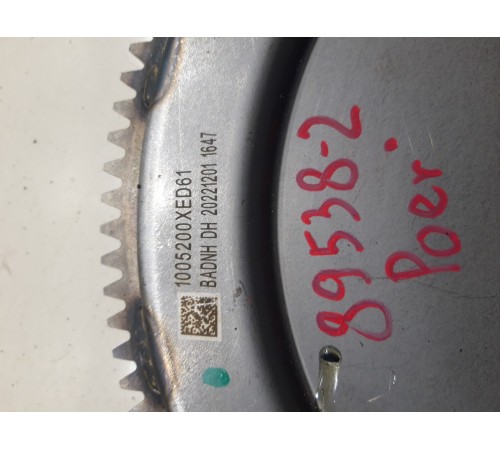 1005200XED61
BADNH DH 20221201 1647
89538-2
Poer.